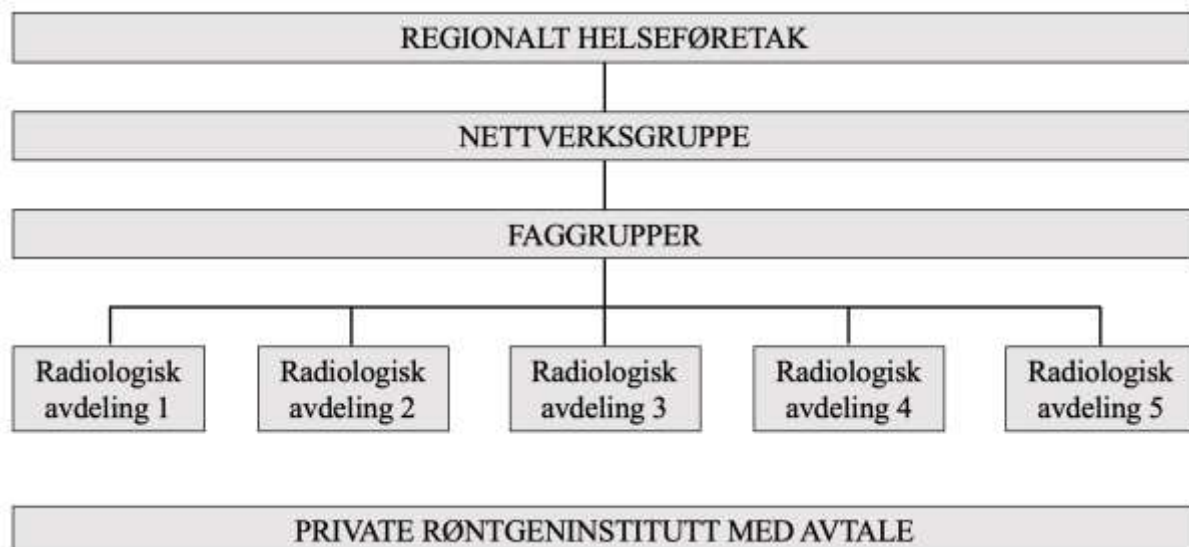 REGIONALT HELSEFØRETAK
NETTVERKSGRUPPE
FAGGRUPPER
Radiologisk
avdeling 1
Radiologisk
avdeling 2
Radiologisk
avdeling 3
Radiologisk
avdeling 4
Radiologisk
avdeling 5
PRIVATE RØNTGENINSTITUTT MED AVTALE